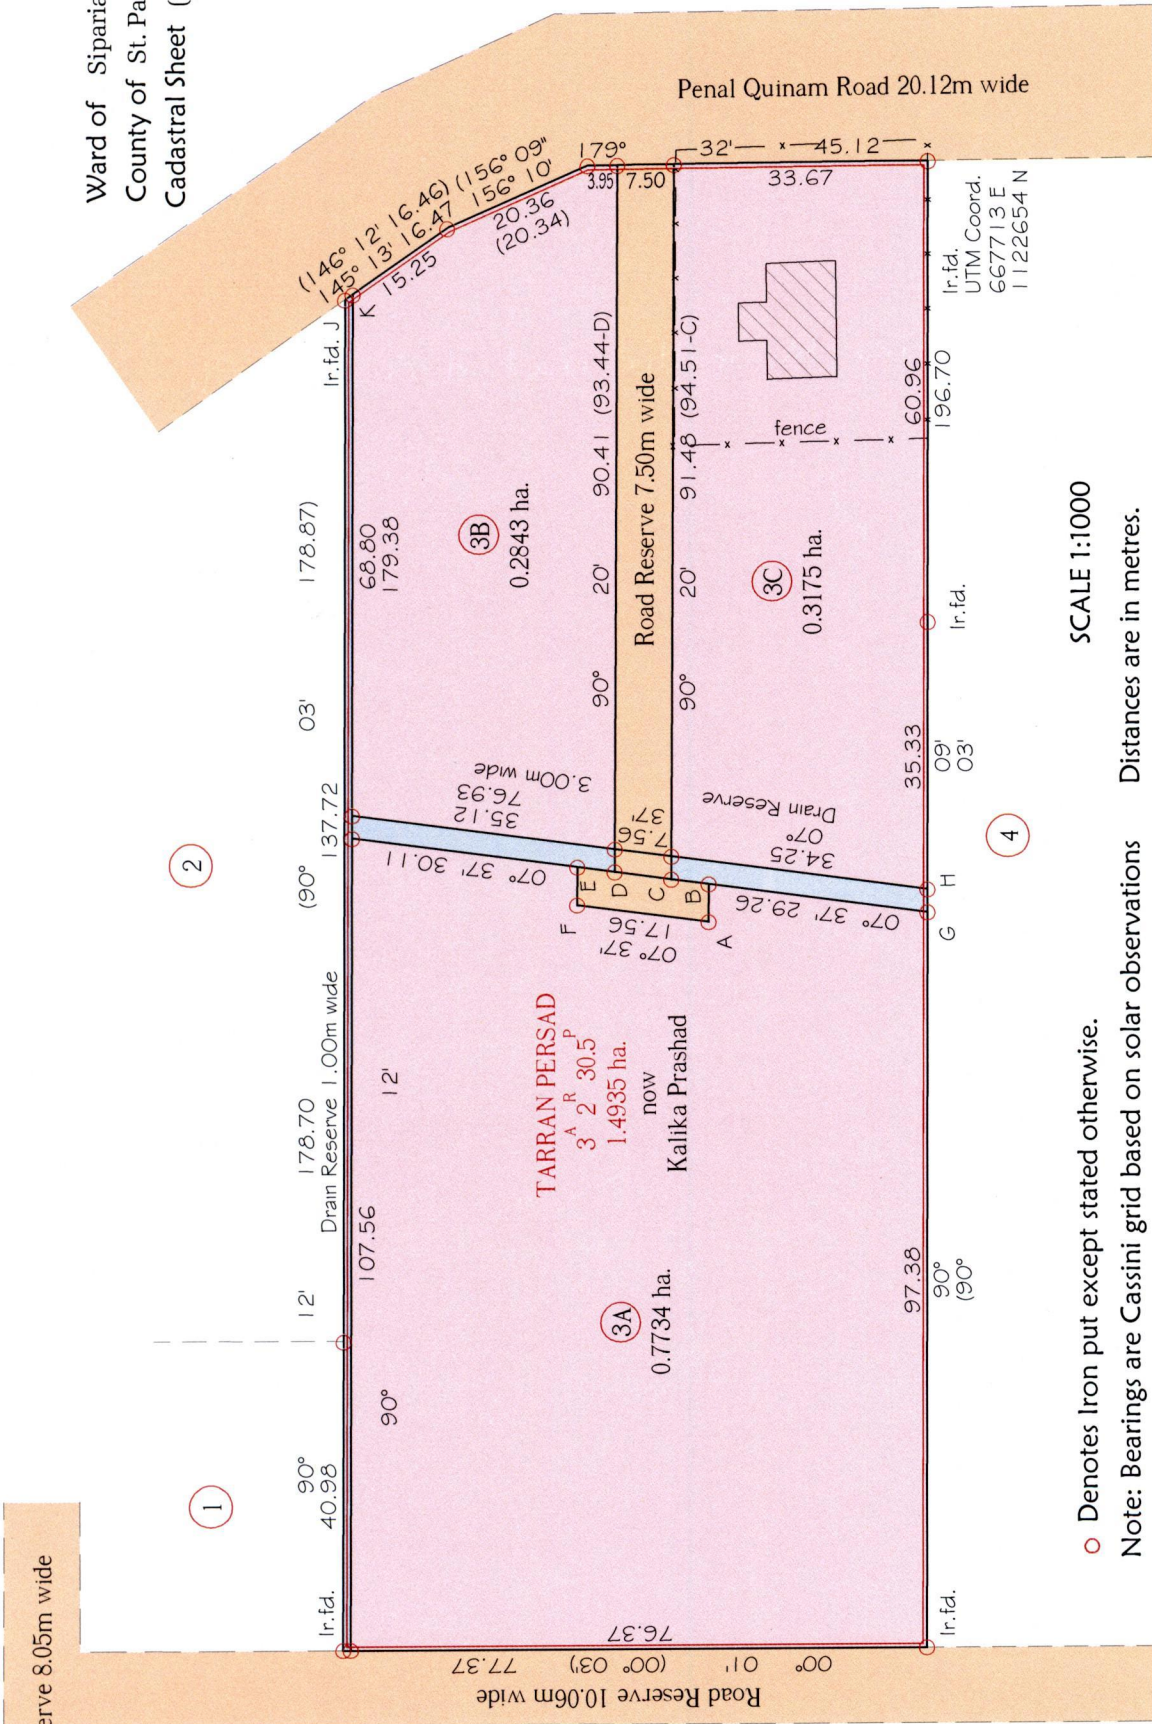 Ward of Siparia
County of St. Pa
Cadastral Sheet (
Penal Quinam Road 20.12m wide
erve 8.05m wide
1
2
90° 12' 178.70 (90° 03' 178.87)
40.98
137.72
Ir.fd.
Drain Reserve 1.00m wide
Ir.fd. J
K
(146° 12' 16.46) (156° 09"
145° 13' 16.47 156° 10'
15.25
20.36
(20.34)
179°
32'
45.12
3.95
7.50
33.67
107.56
90° 12'
68.80
179.38
3B
0.2843 ha.
3.00m wide
76.93
35.12
07° 37' 30.11
90° 20' 90.41 (93.44-D)
Road Reserve 7.50m wide
90° 20' 91.48 (94.51-C)
37'
7.56
F
E
D
C
B
A
17.56
07° 37'
TARRAN PERSAD
3A 2R 30.5P
1.4935 ha.
now
Kalika Prashad
3A
0.7734 ha.
3C
0.3175 ha.
fence
Drain Reserve
07°
34.25
07° 37' 29.26
G
H
97.38
35.33
60.96
90° 09' 196.70
(90° 03'
Ir.fd.
Ir.fd.
Ir.fd.
UTM Coord.
667713 E
1122654 N
4
76.37
00° 01' (00° 03') 77.37
Road Reserve 10.06m wide
SCALE 1:1000
Denotes Iron put except stated otherwise.
Note: Bearings are Cassini grid based on solar observations Distances are in metres.